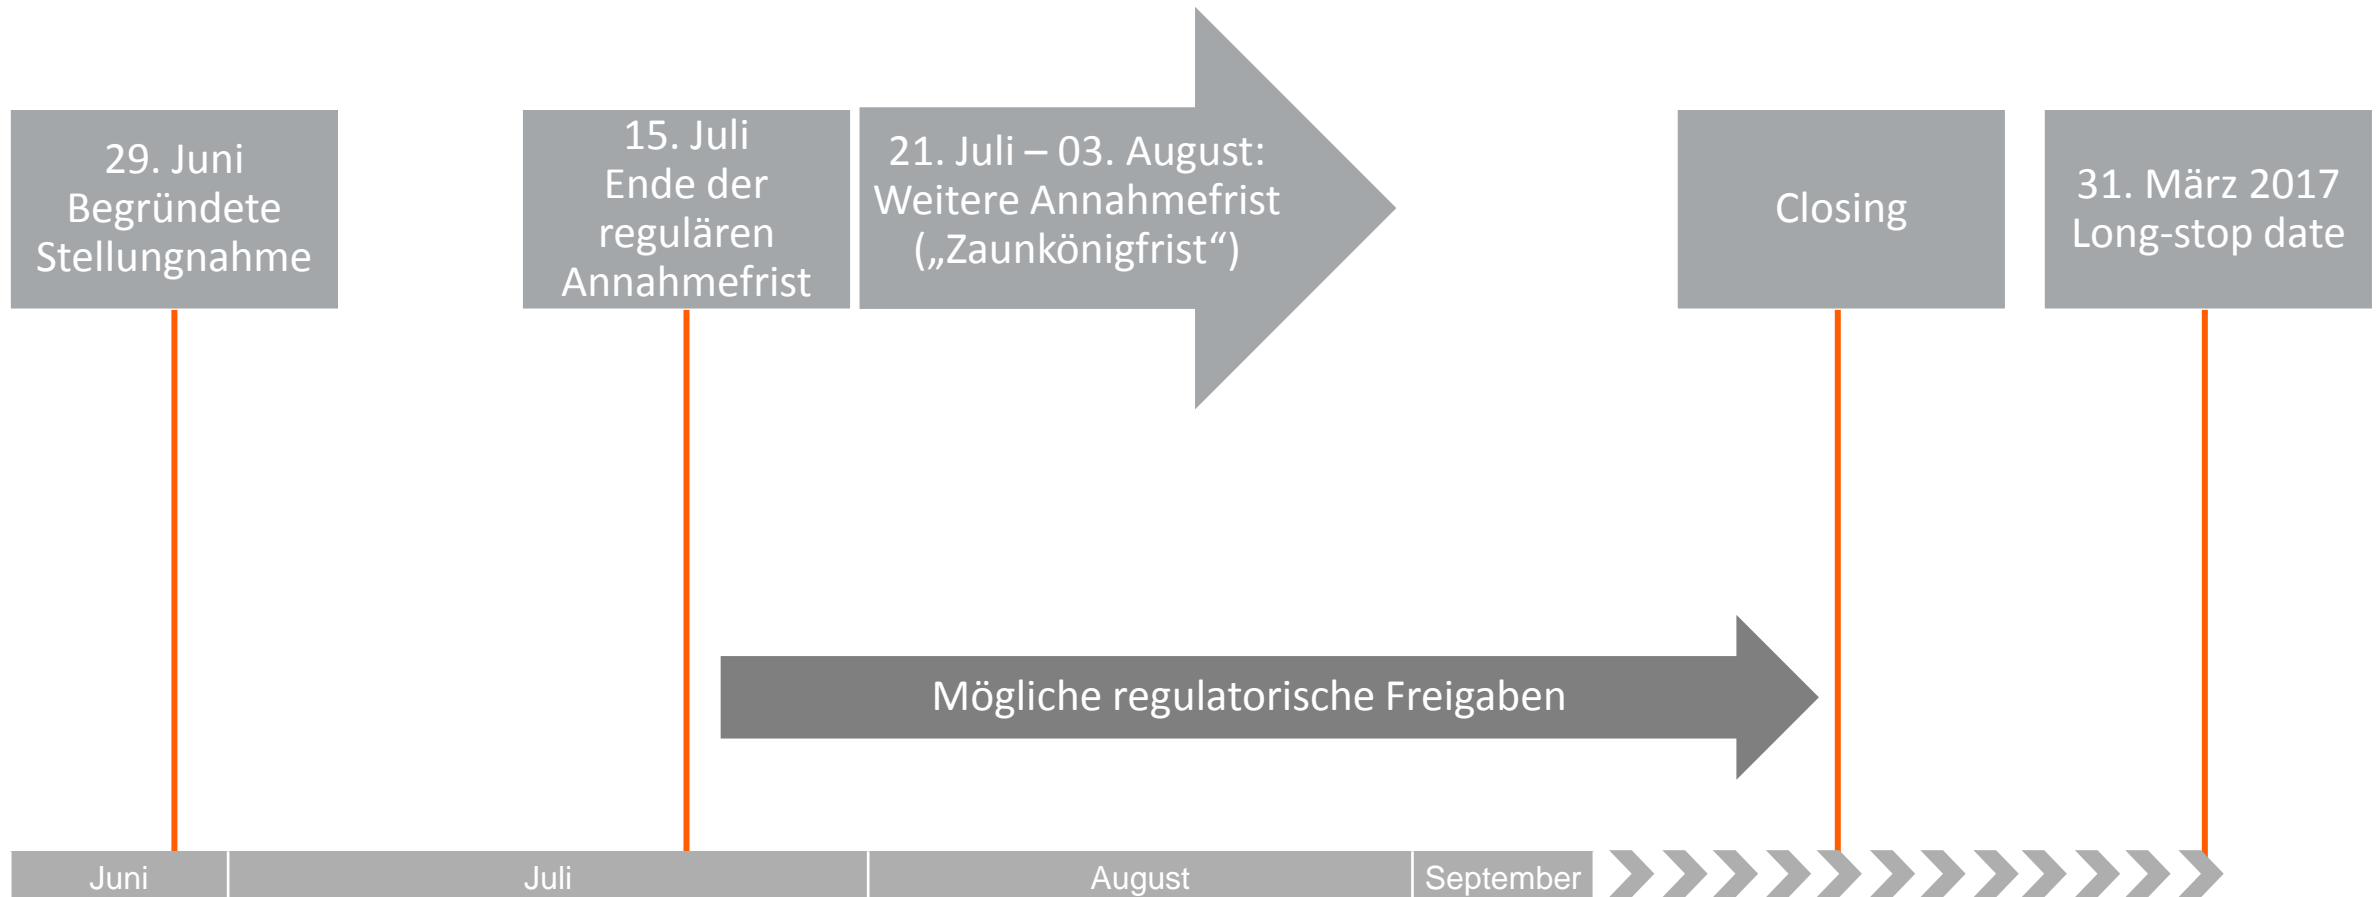 29. Juni
Begründete
Stellungnahme
15. Juli
Ende der
regulären
Annahmefrist
21. Juli – 03. August:
Weitere Annahmefrist
(„Zaunkönigfrist“)
Closing
31. März 2017
Long-stop date
Mögliche regulatorische Freigaben
Juni
Juli
August
September